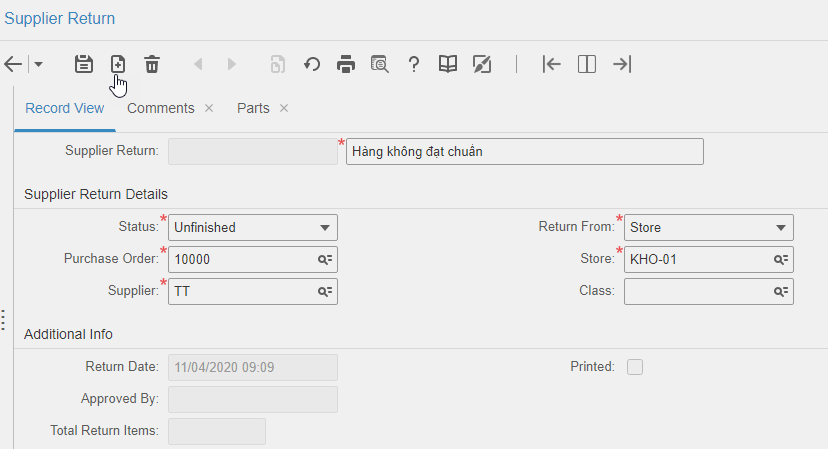 Supplier Return
Record View Comments × Parts ×
Supplier Return: * Hàng không đạt chuẩn
Supplier Return Details
Status: * Unfinished Return From: * Store
Purchase Order: * 10000 Store: * KHO-01
Supplier: * TT Class:
Additional Info
Return Date: 11/04/2020 09:09 Printed:
Approved By:
Total Return Items: